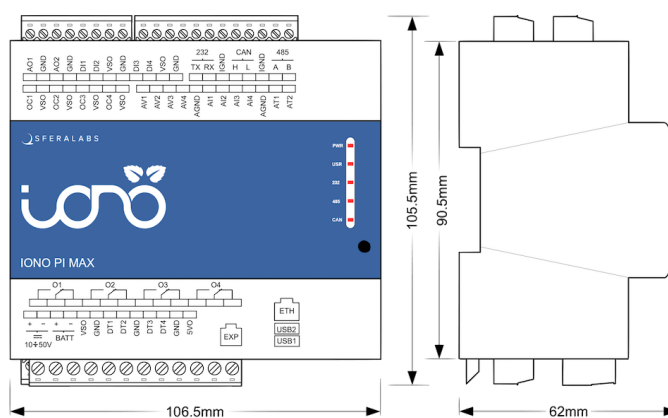 232 CAN 485
AO1 GND AO2 GND DI1 DI2 VSO GND DI3 DI4 VSO GND TX RX IGND H L IGND A B
OC1 VSO OC2 VSO OC3 VSO OC4 VSO AV1 AV2 AV3 AV4 AGND AI1 AI2 AI3 AI4 AGND AT1 AT2
SFERALABS
PWR
USR
232
485
CAN
iono
IONO PI MAX
O1 O2 O3 O4
+ - + - VSO GND DT1 DT2 GND DT3 DT4 GND 5VO
10÷50V BATT
EXP
ETH
USB2
USB1
105.5mm
90.5mm
106.5mm
62mm